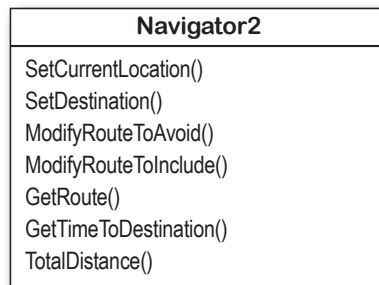 Navigator2
SetCurrentLocation()
SetDestination()
ModifyRouteToAvoid()
ModifyRouteToInclude()
GetRoute()
GetTimeToDestination()
TotalDistance()